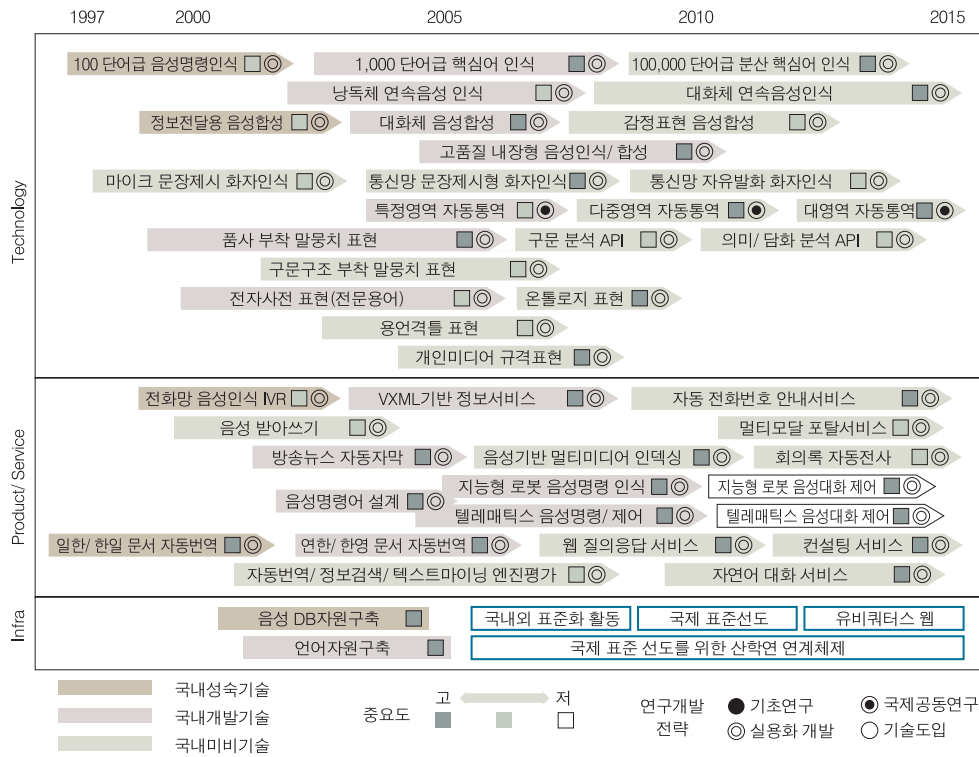 1997 2000 2005 2010 2015
Technology
100 단어급 음성명령인식 1,000 단어급 핵심어 인식 100,000 단어급 분산 핵심어 인식
낭독체 연속음성 인식 대화체 연속음성인식
정보전달용 음성합성 대화체 음성합성 감정표현 음성합성
고품질 내장형 음성인식/ 합성
마이크 문장제시 화자인식 통신망 문장제시형 화자인식 통신망 자유발화 화자인식
특정영역 자동통역 다중영역 자동통역 대영역 자동통역
품사 부착 말뭉치 표현 구문 분석 API 의미/ 담화 분석 API
구문구조 부착 말뭉치 표현
전자사전 표현(전문용어) 온톨로지 표현
용언격틀 표현
개인미디어 규격표현
Product/ Service
전화망 음성인식 IVR VXML기반 정보서비스 자동 전화번호 안내서비스
음성 받아쓰기 멀티모달 포탈서비스
방송뉴스 자동자막 음성기반 멀티미디어 인덱싱 회의록 자동전사
지능형 로봇 음성명령 인식 지능형 로봇 음성대화 제어
음성명령어 설계
텔레매틱스 음성명령/ 제어 텔레매틱스 음성대화 제어
일한/ 한일 문서 자동번역 연한/ 한영 문서 자동번역 웹 질의응답 서비스 컨설팅 서비스
자동번역/ 정보검색/ 텍스트마이닝 엔진평가 자연어 대화 서비스
Infra
음성 DB자원구축 국내외 표준화 활동 국제 표준선도 유비쿼터스 웹
언어자원구축 국제 표준 선도를 위한 산학연 연계체제
국내성숙기술
국내개발기술
국내미비기술
중요도 고 저
연구개발 전략
기초연구 국제공동연구
실용화 개발 기술도입